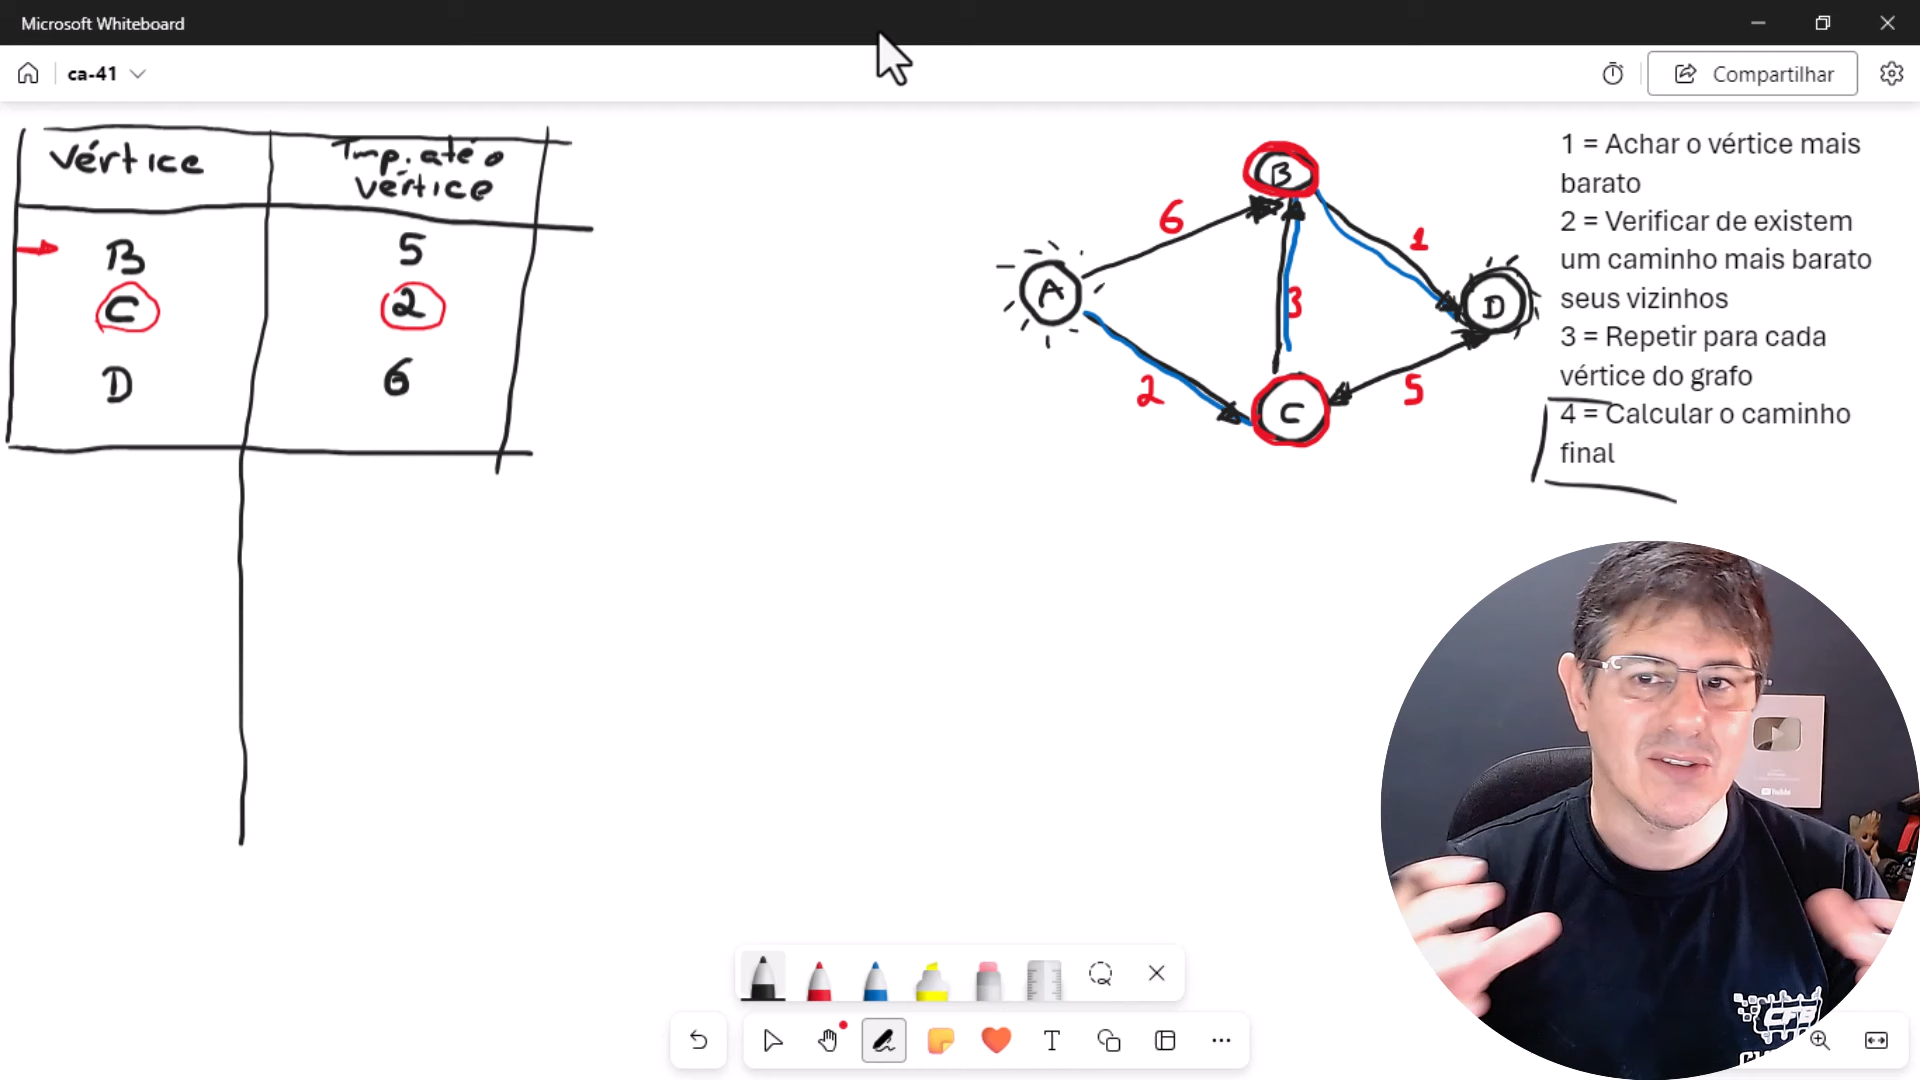 Microsoft Whiteboard
ca-41
Compartilhar
Vértice
Tmp. até o
vértice
B 5
C 2
D 6
A
B
C
D
6
1
3
2
5
1 = Achar o vértice mais
barato
2 = Verificar de existem
um caminho mais barato
seus vizinhos
3 = Repetir para cada
vértice do grafo
4 = Calcular o caminho
final
YouTube
CFB
T